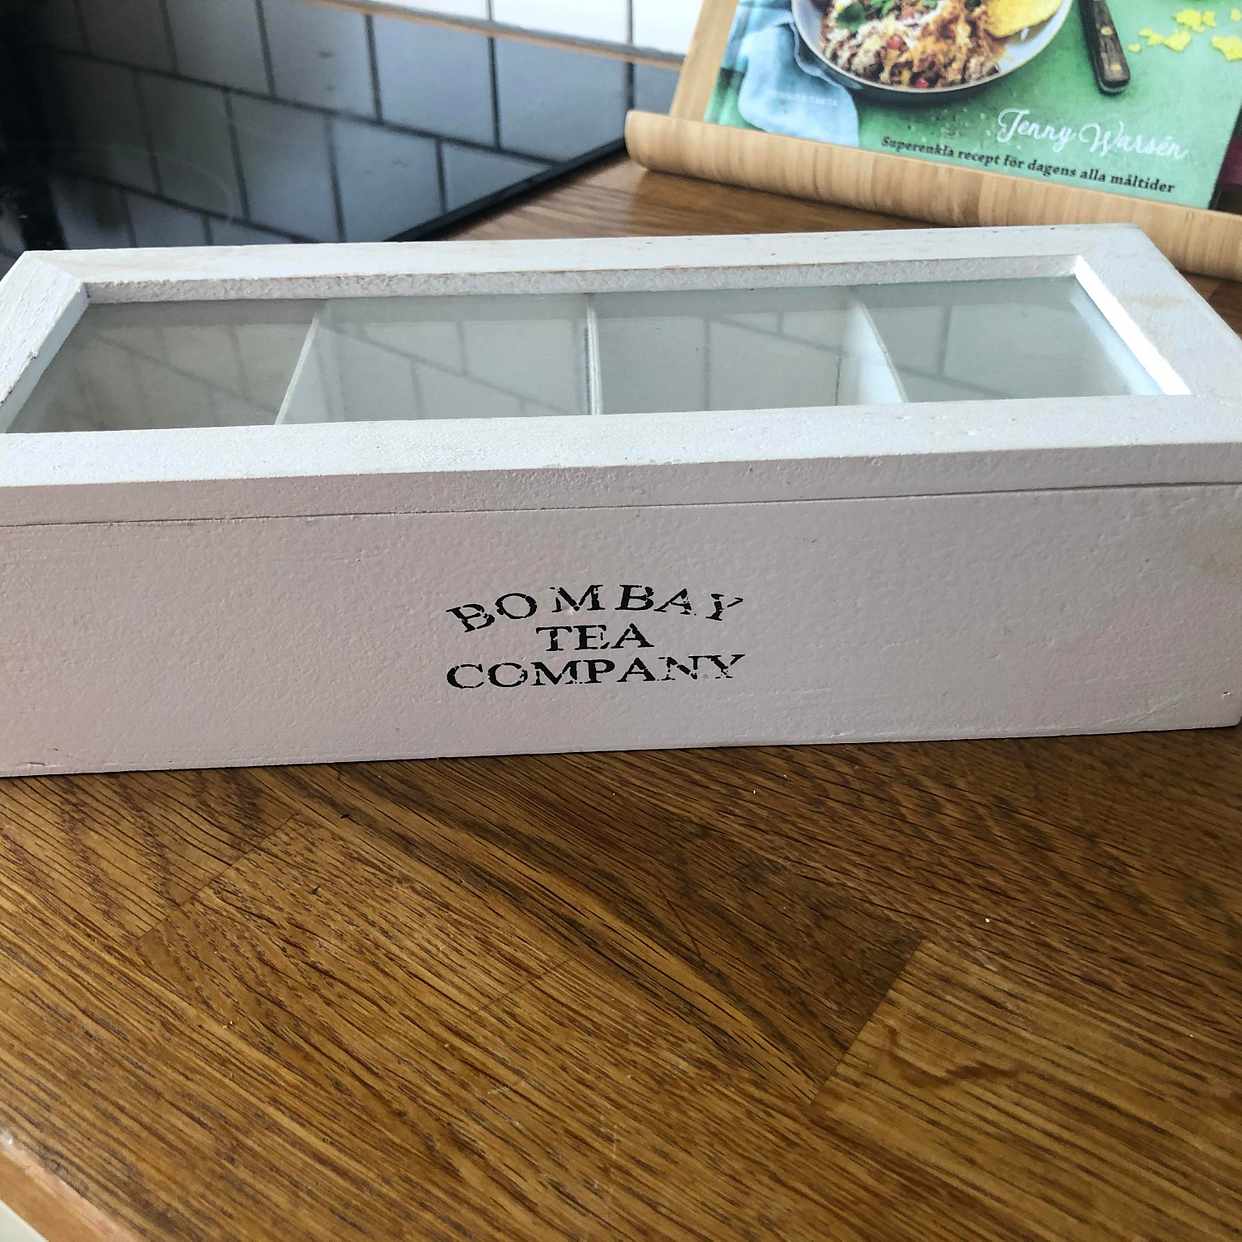 Jenny Warsén
Superenkla recept för dagens alla måltider
BOMBAY
TEA
COMPANY